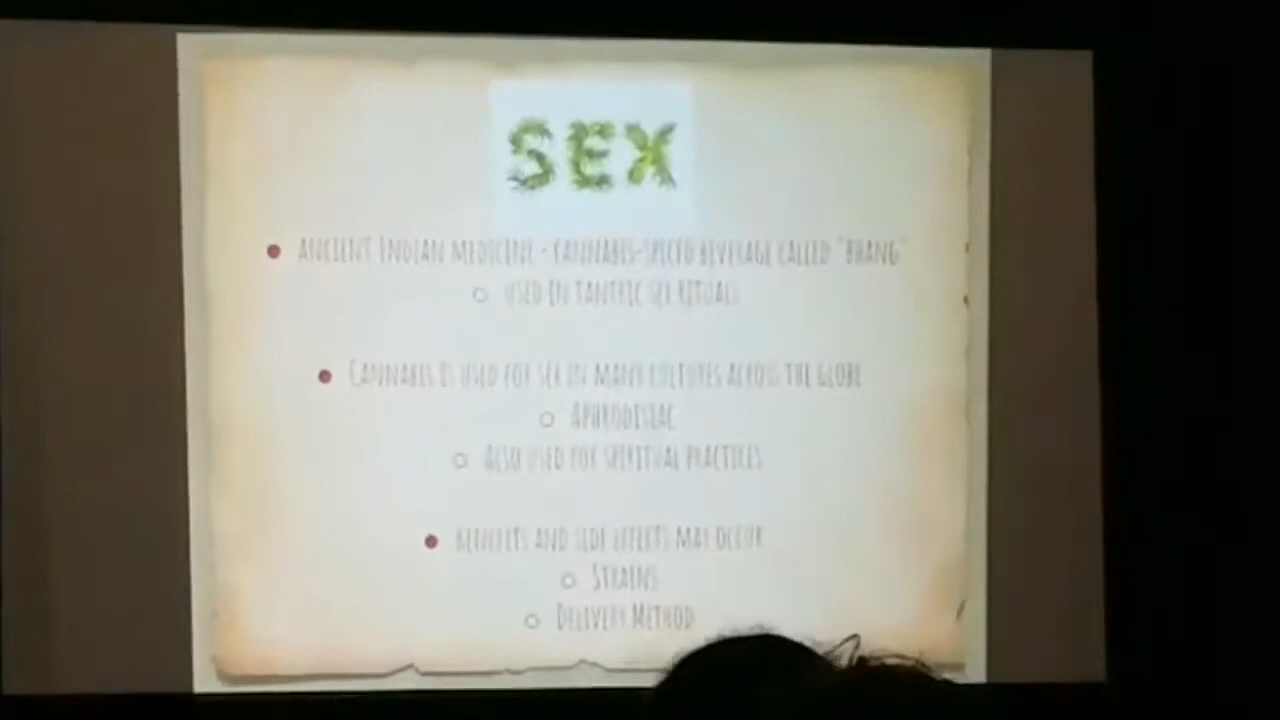 SEX
ANCIENT INDIAN MEDICINE - CANNABIS-SPICED BEVERAGE CALLED "BHANG"
USED IN TANTRIC SEX RITUALS
CANNABIS IS USED FOR SEX IN MANY CULTURES ACROSS THE GLOBE
APHRODISIAC
ALSO USED FOR SPIRITUAL PRACTICES
BENEFITS AND SIDE EFFECTS MAY OCCUR
STRAINS
DELIVERY METHOD